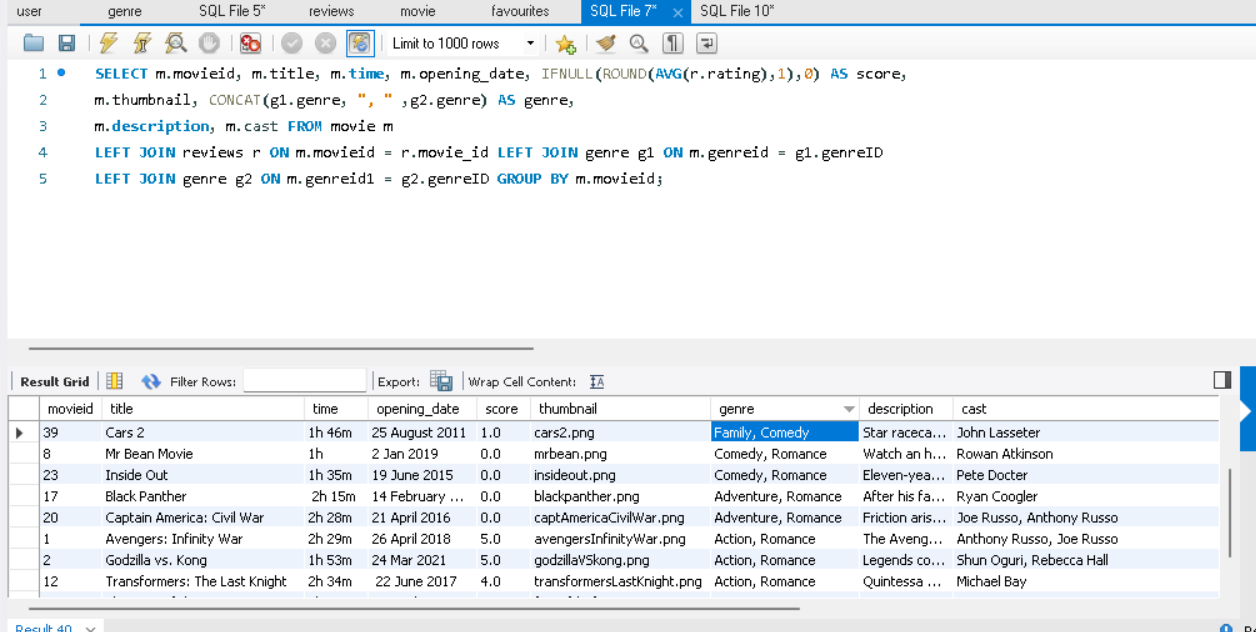 user genre SQL File 5* reviews movie favourites SQL File 7* SQL File 10*
Limit to 1000 rows
1 SELECT m.movieid, m.title, m.time, m.opening_date, IFNULL(ROUND(AVG(r.rating),1),0) AS score,
2 m.thumbnail, CONCAT(g1.genre, ", " ,g2.genre) AS genre,
3 m.description, m.cast FROM movie m
4 LEFT JOIN reviews r ON m.movieid = r.movie_id LEFT JOIN genre g1 ON m.genreid = g1.genreID
5 LEFT JOIN genre g2 ON m.genreid1 = g2.genreID GROUP BY m.movieid;
Result Grid Filter Rows: Export: Wrap Cell Content: IA
movieid title time opening_date score thumbnail genre description cast
39 Cars 2 1h 46m 25 August 2011 1.0 cars2.png Family, Comedy Star raceca... John Lasseter
8 Mr Bean Movie 1h 2 Jan 2019 0.0 mrbean.png Comedy, Romance Watch an h... Rowan Atkinson
23 Inside Out 1h 35m 19 June 2015 0.0 insideout.png Comedy, Romance Eleven-yea... Pete Docter
17 Black Panther 2h 15m 14 February ... 0.0 blackpanther.png Adventure, Romance After his fa... Ryan Coogler
20 Captain America: Civil War 2h 28m 21 April 2016 0.0 captAmericaCivilWar.png Adventure, Romance Friction aris... Joe Russo, Anthony Russo
1 Avengers: Infinity War 2h 29m 26 April 2018 5.0 avengersInfinityWar.png Action, Romance The Aveng... Anthony Russo, Joe Russo
2 Godzilla vs. Kong 1h 53m 24 Mar 2021 5.0 godzillaVSkong.png Action, Romance Legends co... Shun Oguri, Rebecca Hall
12 Transformers: The Last Knight 2h 34m 22 June 2017 4.0 transformersLastKnight.png Action, Romance Quintessa ... Michael Bay
Result 40